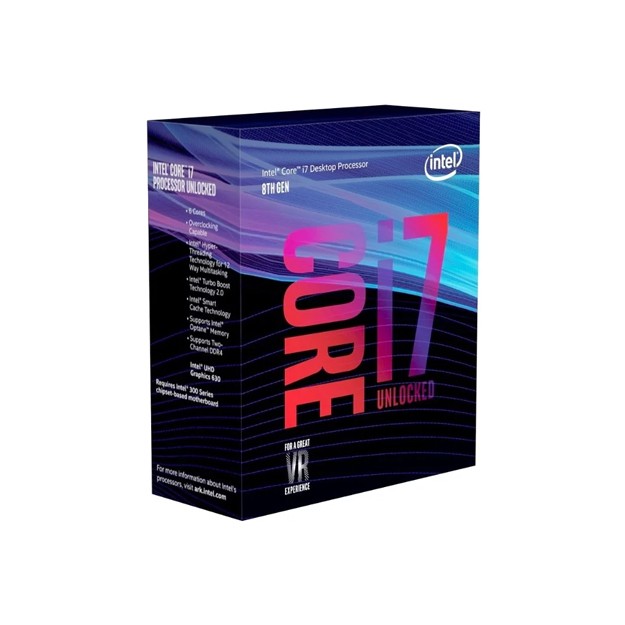 INTEL® CORE™ i7
PROCESSOR UNLOCKED
• 6 Cores
• Overclocking
Capable
• Intel® Hyper-
Threading
Technology for 12
Way Multitasking
• Intel® Turbo Boost
Technology 2.0
• Intel® Smart
Cache Technology
• Supports Intel®
Optane™ Memory
• Supports Two-
Channel DDR4
Intel® UHD
Graphics 630
Requires Intel® 300 Series
chipset-based motherboard
For more information about Intel's
processors, visit ark.intel.com
Intel® Core™ i7 Desktop Processor
8TH GEN
intel
CORE
i7
UNLOCKED
FOR A GREAT
VR
EXPERIENCE